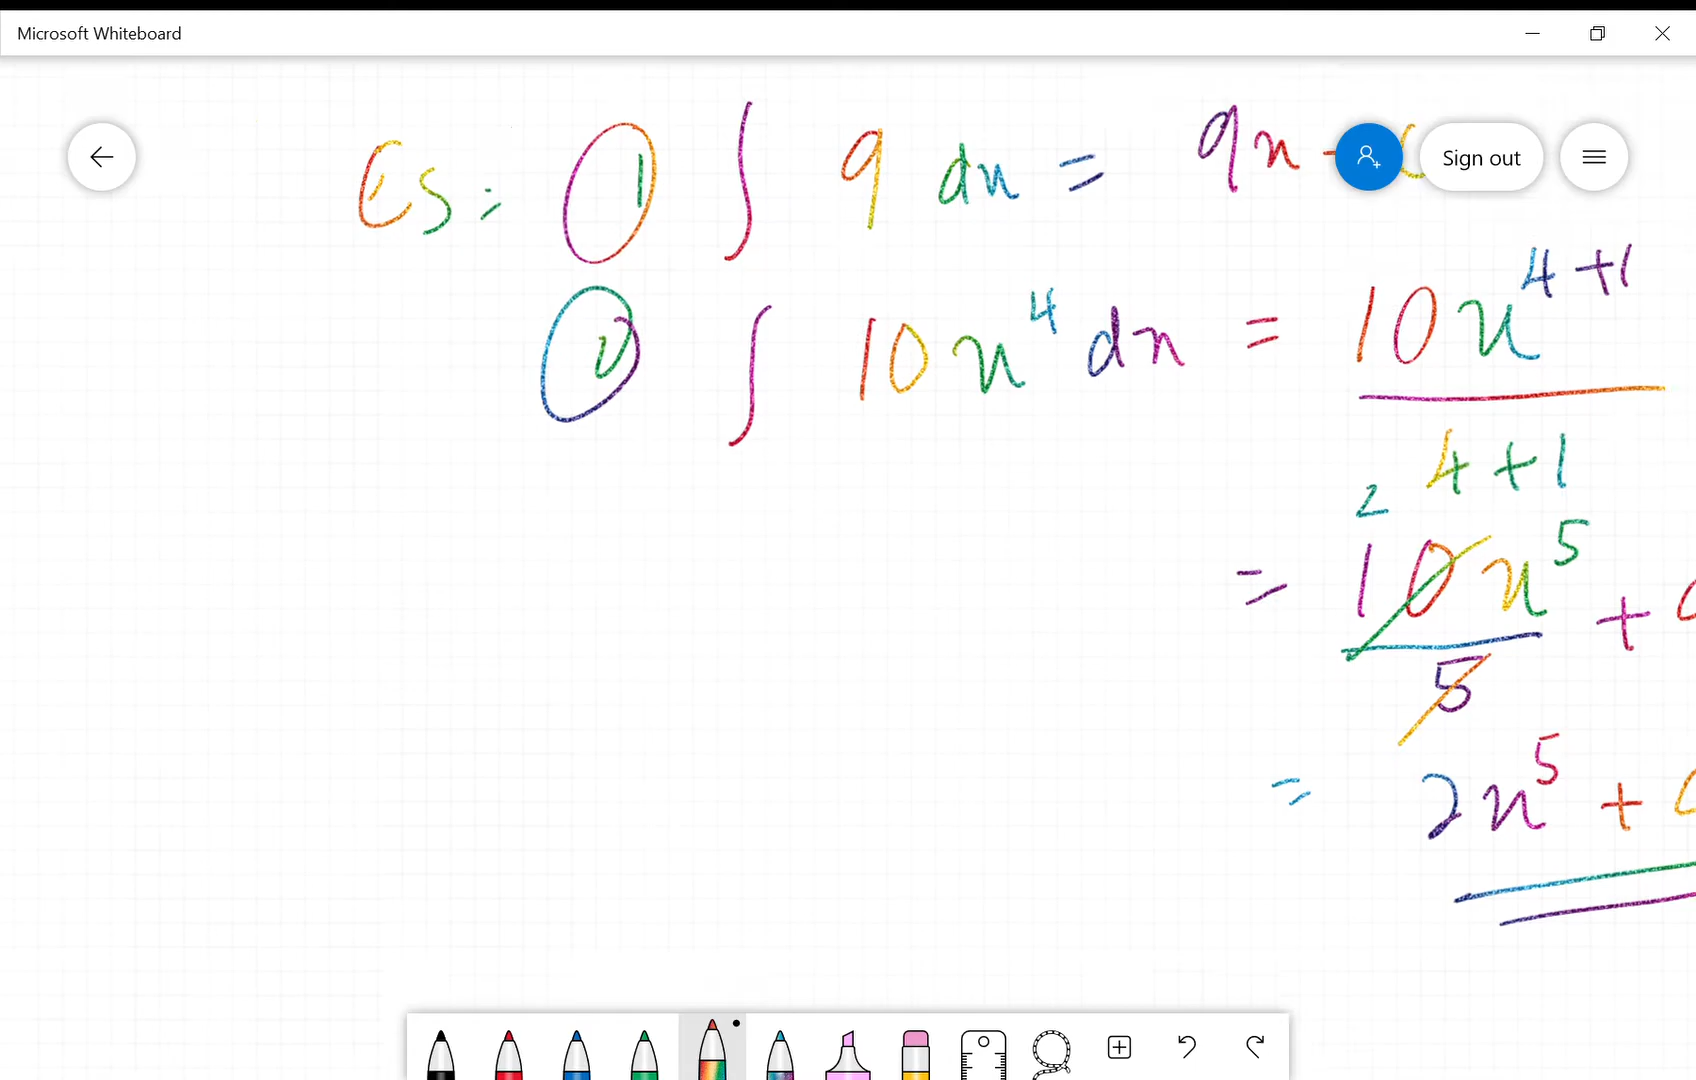 Microsoft Whiteboard
Sign out
Es: ① ∫ 9 dx = 9x +
② ∫ 10x⁴ dx = 10x⁴⁺¹
4+1
2
= 10x⁵ +
5
= 2x⁵ +